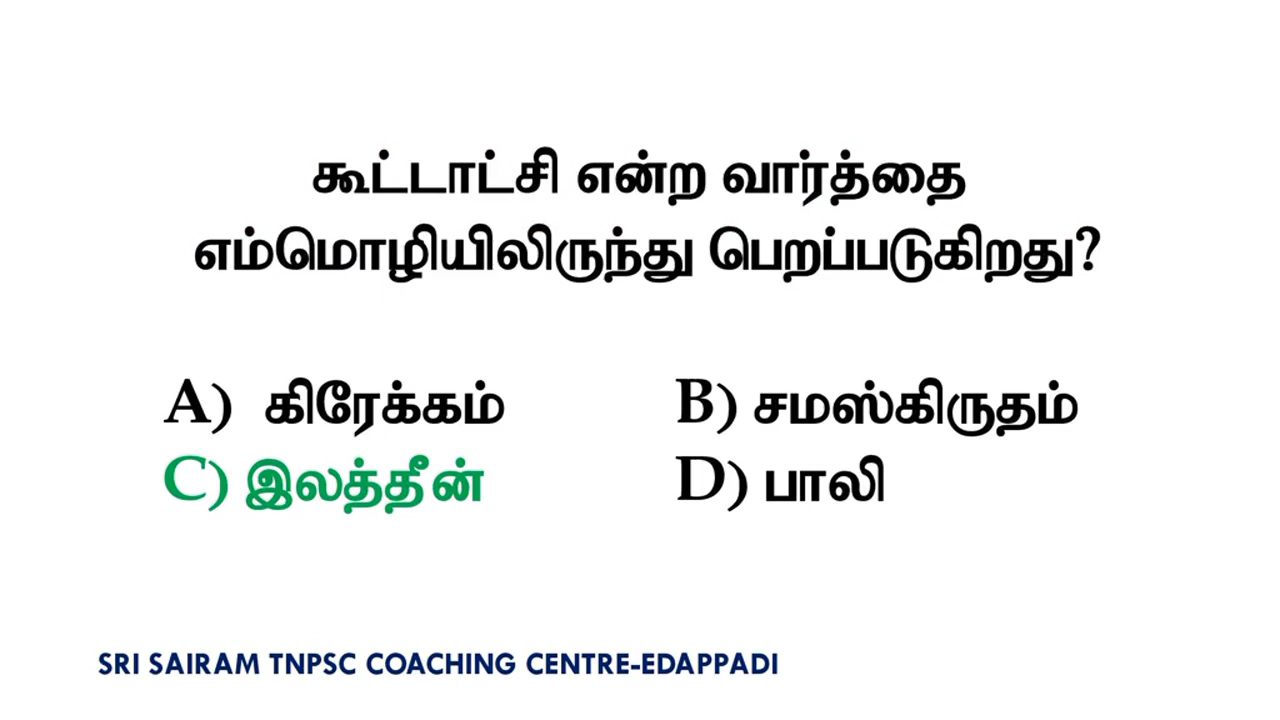 கூட்டாட்சி என்ற வார்த்தை
எம்மொழியிலிருந்து பெறப்படுகிறது?
A) கிரேக்கம் B) சமஸ்கிருதம்
C) இலத்தீன் D) பாலி
SRI SAIRAM TNPSC COACHING CENTRE-EDAPPADI